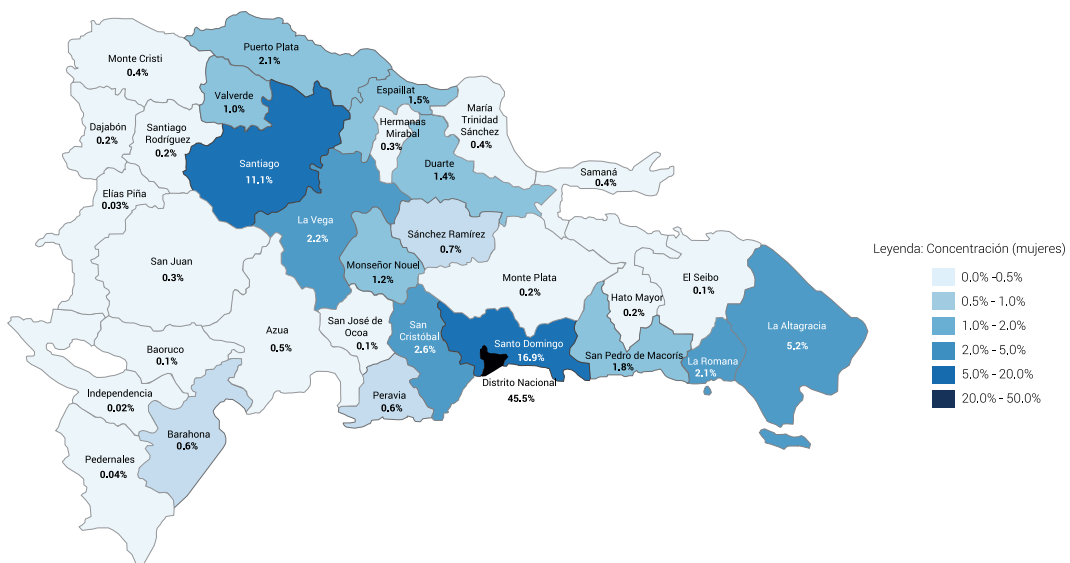 Puerto Plata
2.1%
Monte Cristi
0.4%
Valverde
1.0%
Espaillat
1.5%
María
Trinidad
Sánchez
0.4%
Hermanas
Mirabal
0.3%
Dajabón
0.2%
Santiago
Rodríguez
0.2%
Santiago
11.1%
Duarte
1.4%
Samaná
0.4%
Elías Piña
0.03%
La Vega
2.2%
Sánchez Ramírez
0.7%
San Juan
0.3%
Monseñor Nouel
1.2%
Monte Plata
0.2%
El Seibo
0.1%
Hato Mayor
0.2%
Azua
0.5%
San José de
Ocoa
0.1%
San
Cristóbal
2.6%
Santo Domingo
16.9%
La Altagracia
5.2%
Baoruco
0.1%
San Pedro de Macorís
1.8%
La Romana
2.1%
Distrito Nacional
45.5%
Independencia
0.02%
Peravia
0.6%
Barahona
0.6%
Pedernales
0.04%
Leyenda: Concentración (mujeres)
0.0% -0.5%
0.5% - 1.0%
1.0% - 2.0%
2.0% - 5.0%
5.0% - 20.0%
20.0% - 50.0%